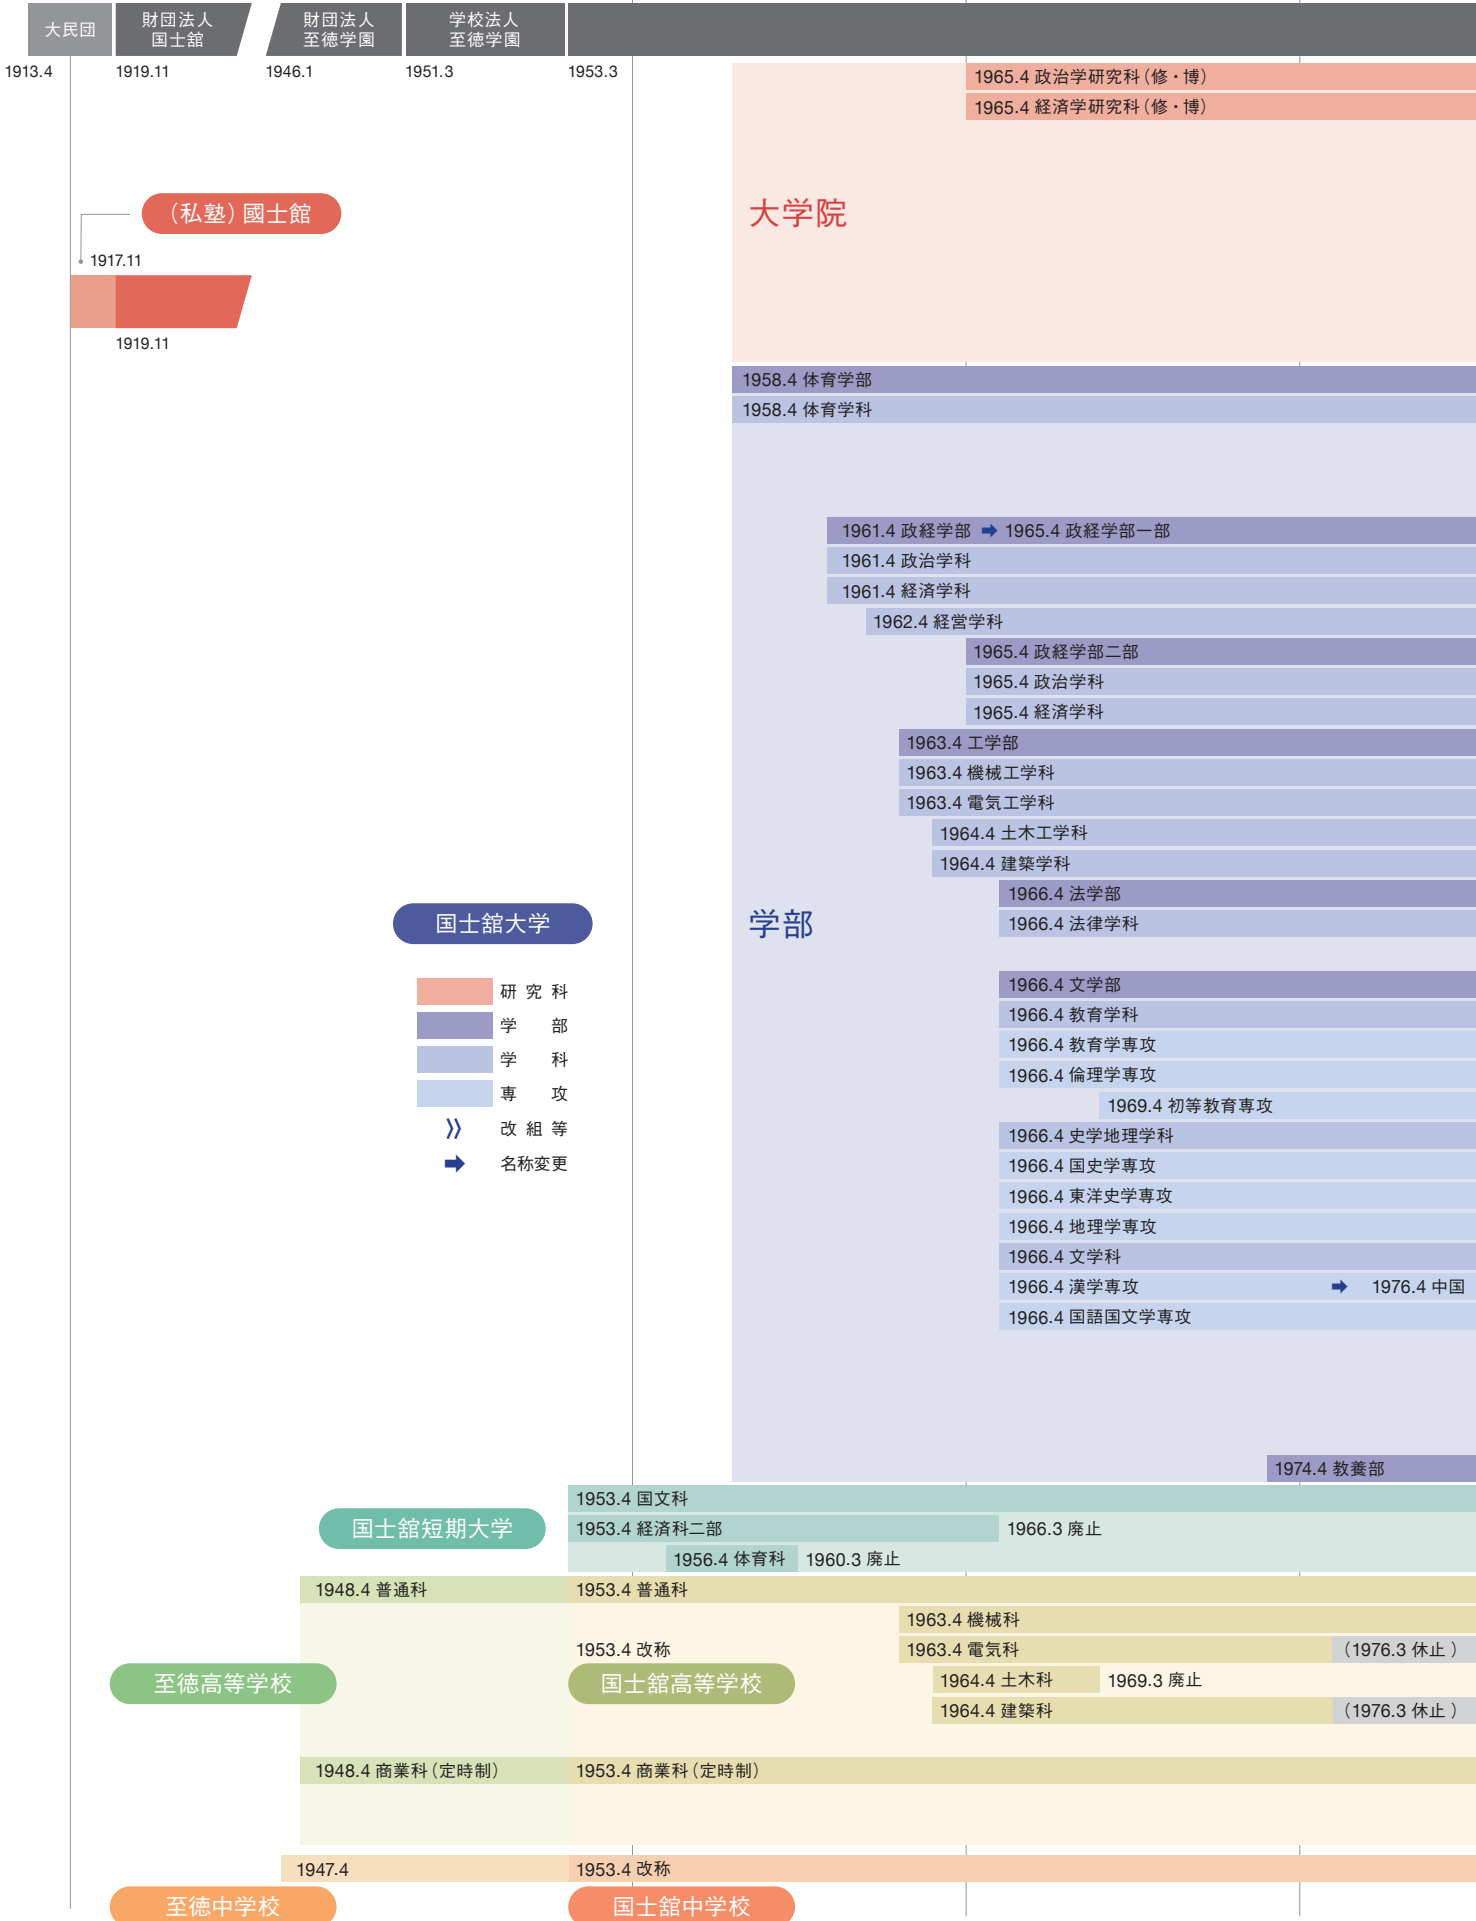 大民団
財団法人
国士舘
財団法人
至徳学園
学校法人
至徳学園
1913.4
1919.11
1946.1
1951.3
1953.3
1965.4 政治学研究科（修・博）
1965.4 経済学研究科（修・博）
（私塾）國士館
大学院
1917.11
1919.11
1958.4 体育学部
1958.4 体育学科
1961.4 政経学部 ➡ 1965.4 政経学部一部
1961.4 政治学科
1961.4 経済学科
1962.4 経営学科
1965.4 政経学部二部
1965.4 政治学科
1965.4 経済学科
1963.4 工学部
1963.4 機械工学科
1963.4 電気工学科
1964.4 土木工学科
1964.4 建築学科
1966.4 法学部
国士舘大学
学部
1966.4 法律学科
研究科
学部
学科
専攻
改組等
名称変更
1966.4 文学部
1966.4 教育学科
1966.4 教育学専攻
1966.4 倫理学専攻
1969.4 初等教育専攻
1966.4 史学地理学科
1966.4 国史学専攻
1966.4 東洋史学専攻
1966.4 地理学専攻
1966.4 文学科
1966.4 漢学専攻 ➡ 1976.4 中国
1966.4 国語国文学専攻
1974.4 教養部
1953.4 国文科
国士舘短期大学
1953.4 経済科二部
1966.3 廃止
1956.4 体育科
1960.3 廃止
1948.4 普通科
1953.4 普通科
1963.4 機械科
1953.4 改称
1963.4 電気科
（1976.3 休止）
至徳高等学校
国士舘高等学校
1964.4 土木科
1969.3 廃止
1964.4 建築科
（1976.3 休止）
1948.4 商業科（定時制）
1953.4 商業科（定時制）
1947.4
1953.4 改称
至徳中学校
国士舘中学校